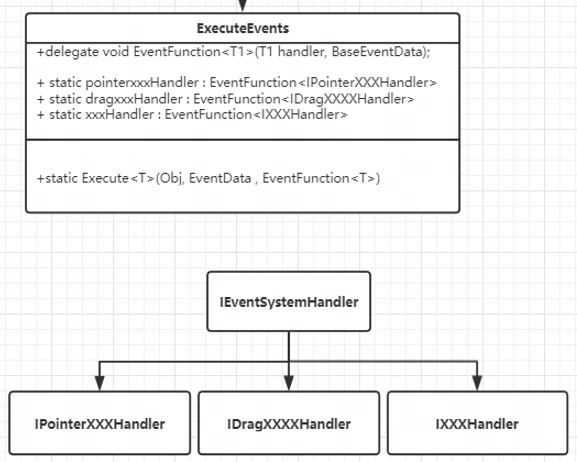 ExecuteEvents
+delegate void EventFunction<T1>(T1 handler, BaseEventData);
+ static pointerxxxHandler : EventFunction<IPointerXXXHandler>
+ static dragxxxHandler : EventFunction<IDragXXXXHandler>
+ static xxxHandler : EventFunction<IXXXHandler>
+static Execute<T>(Obj, EventData , EventFunction<T>)
IEventSystemHandler
IPointerXXXHandler
IDragXXXXHandler
IXXXHandler